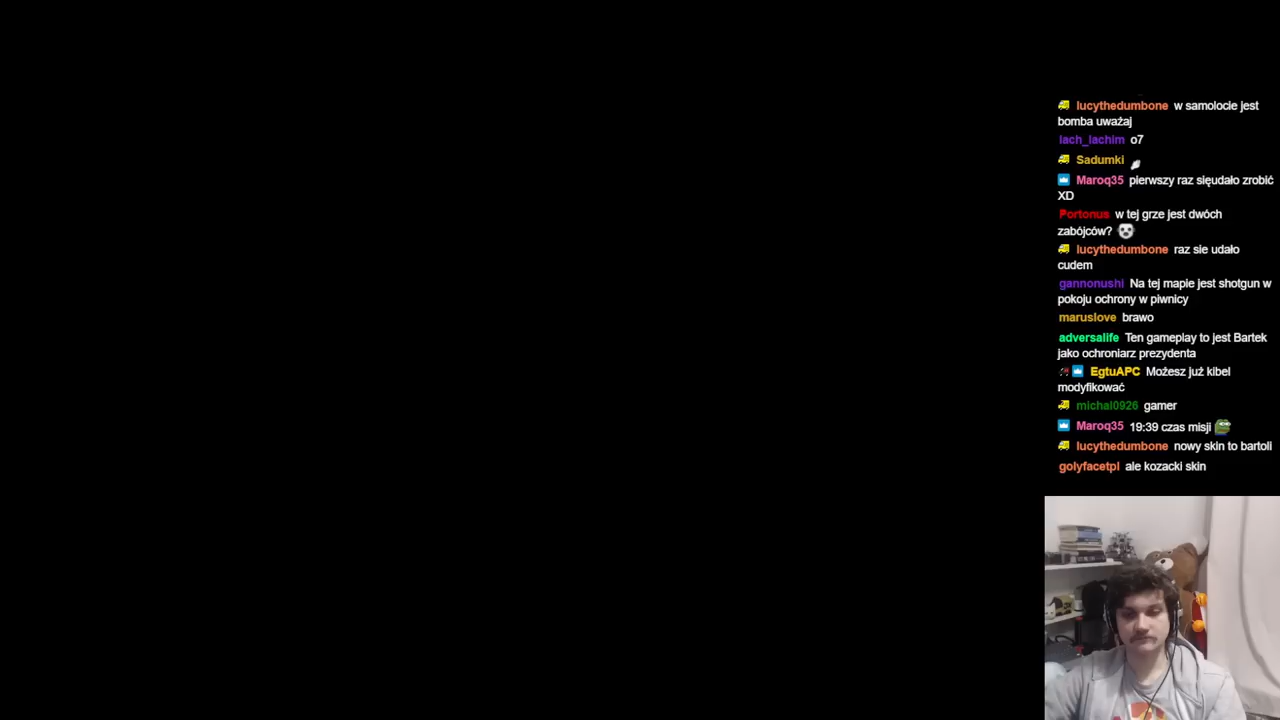 lucythedumbone w samolocie jest
bomba uważaj
lach_lachim o7
Sadumki
Maroq35 pierwszy raz sięudało zrobić
XD
Portonus w tej grze jest dwóch
zabójców?
lucythedumbone raz sie udało
cudem
gannonushi Na tej mapie jest shotgun w
pokoju ochrony w piwnicy
maruslove brawo
adversalife Ten gameplay to jest Bartek
jako ochroniarz prezydenta
EgtuAPC Możesz już kibel
modyfikować
michal0926 gamer
Maroq35 19:39 czas misji
lucythedumbone nowy skin to bartoli
golyfacetpl ale kozacki skin